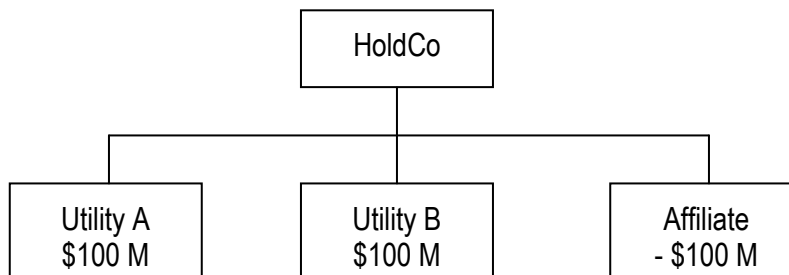 HoldCo
Utility A
$100 M
Utility B
$100 M
Affiliate
- $100 M